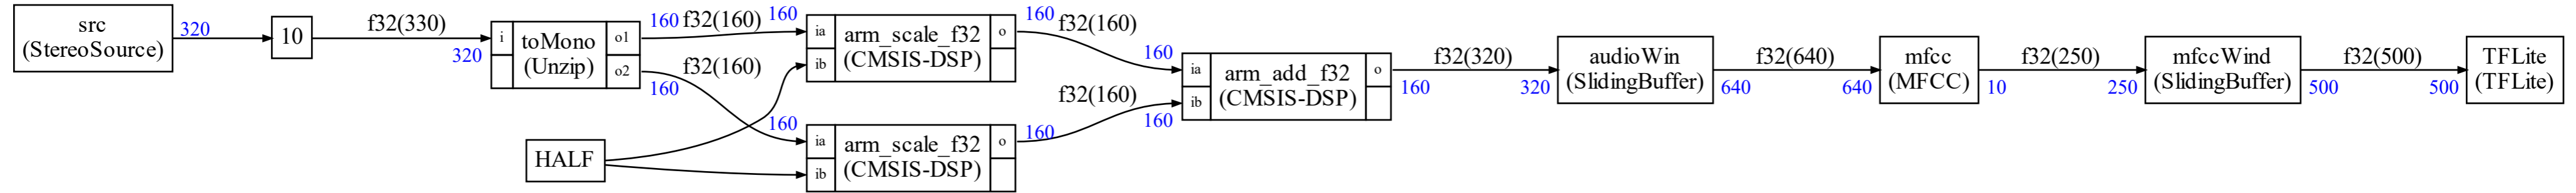 src
(StereoSource)
320
10
f32(330)
320
i
toMono
(Unzip)
o1
o2
160
f32(160)
160
f32(160)
160
160
HALF
ia
ib
arm_scale_f32
(CMSIS-DSP)
o
160
f32(160)
160
ia
ib
arm_scale_f32
(CMSIS-DSP)
o
160
f32(160)
160
ia
ib
arm_add_f32
(CMSIS-DSP)
o
160
f32(320)
320
audioWin
(SlidingBuffer)
640
f32(640)
640
mfcc
(MFCC)
10
f32(250)
250
mfccWind
(SlidingBuffer)
500
f32(500)
500
TFLite
(TFLite)